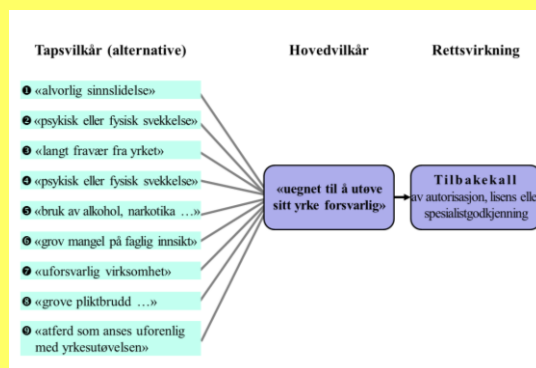 Tapsvilkår (alternative)
Hovedvilkår
Rettsvirkning
❶ «alvorlig sinnslidelse»
❷ «psykisk eller fysisk svekkelse»
❸ «langt fravær fra yrket»
❹ «psykisk eller fysisk svekkelse»
❺ «bruk av alkohol, narkotika …»
❻ «grov mangel på faglig innsikt»
❼ «uforsvarlig virksomhet»
❽ «grove pliktbrudd …»
❾ «atferd som anses uforenlig
med yrkesutøvelsen»
«uegnet til å utøve
sitt yrke forsvarlig»
Tilbakekall
av autorisasjon, lisens elle
spesialistgodkjenning